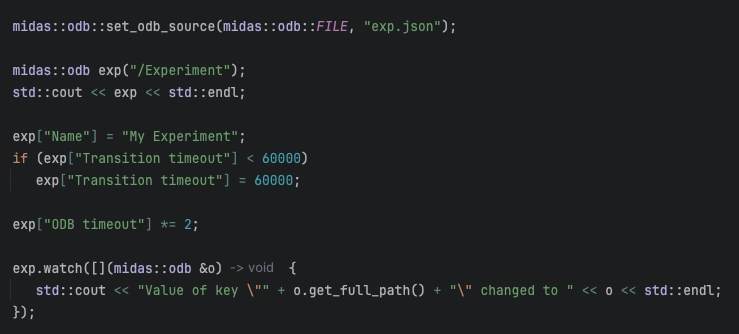 midas::odb::set_odb_source(midas::odb::FILE, "exp.json");
midas::odb exp("/Experiment");
std::cout << exp << std::endl;
exp["Name"] = "My Experiment";
if (exp["Transition timeout"] < 60000)
exp["Transition timeout"] = 60000;
exp["ODB timeout"] *= 2;
exp.watch([](midas::odb &o) -> void {
std::cout << "Value of key \"" + o.get_full_path() + "\" changed to " << o << std::endl;
});